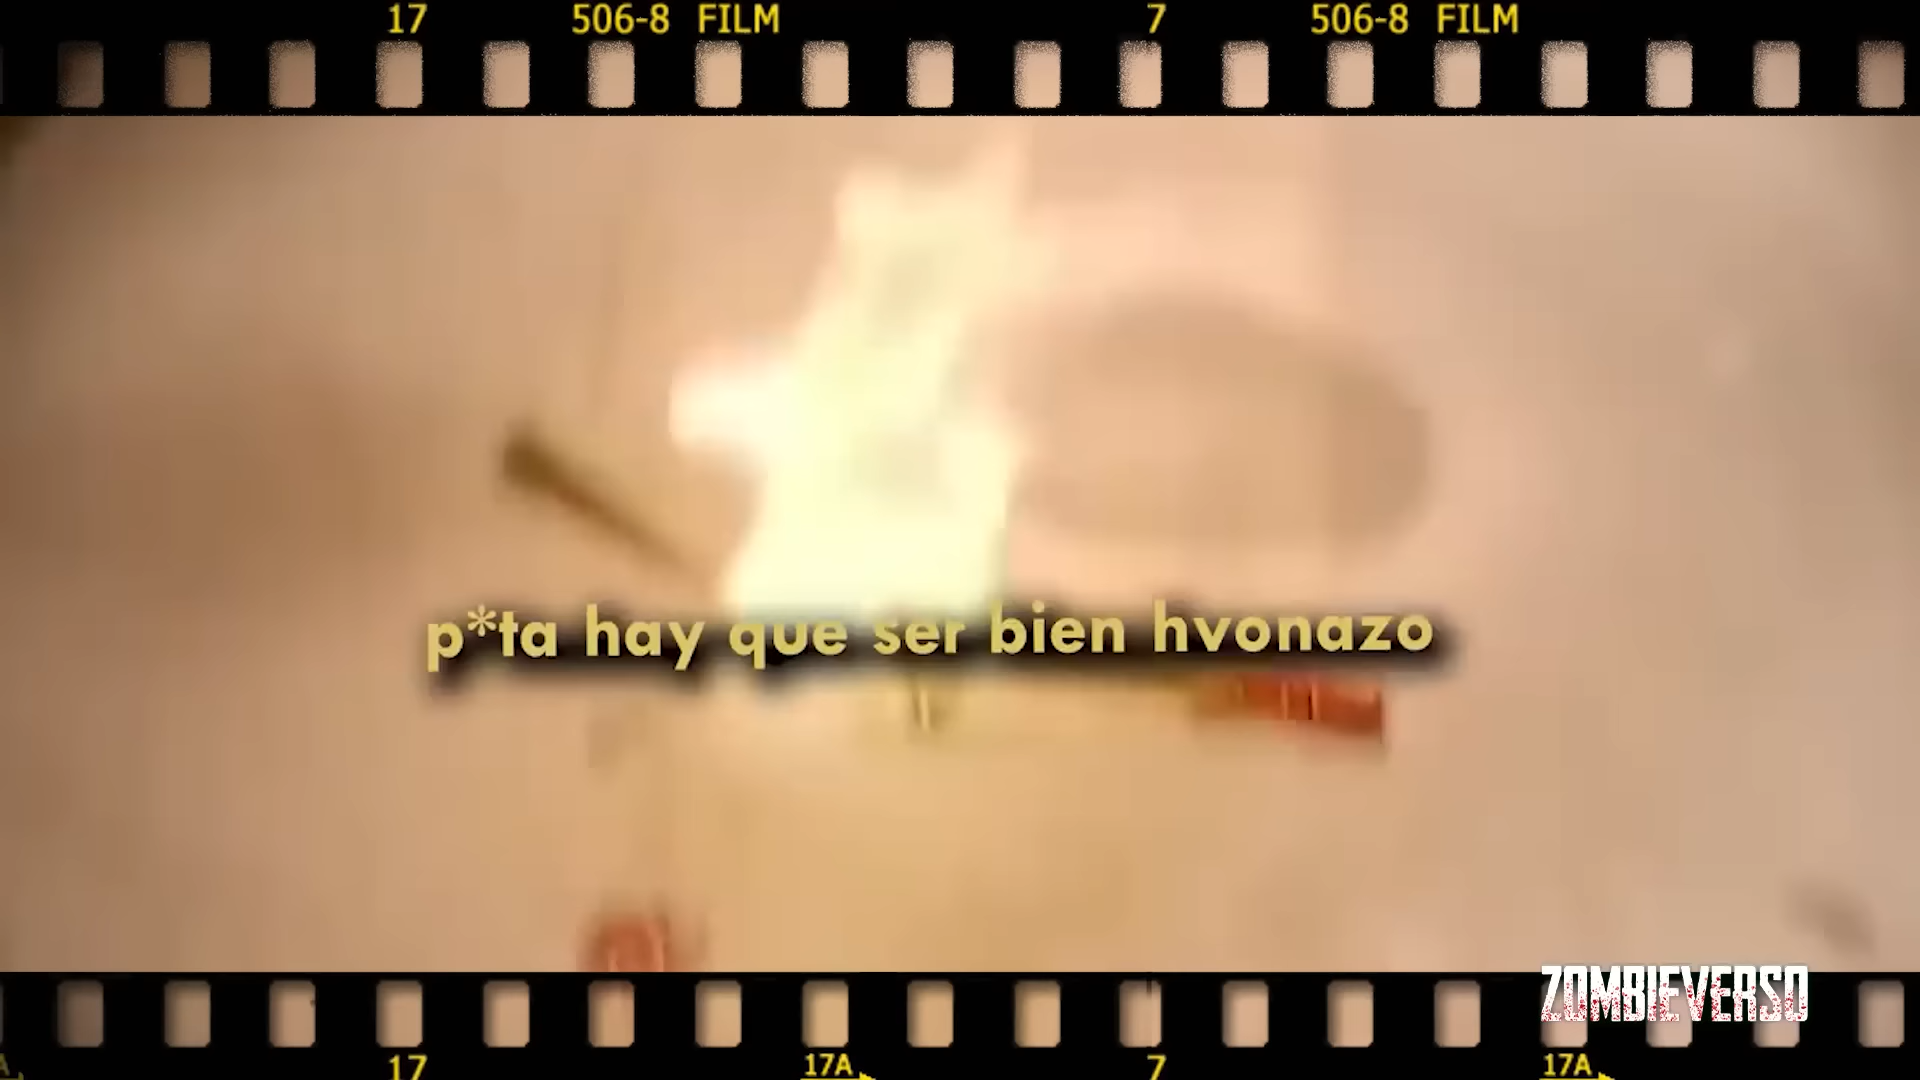 17 506-8 FILM 7 506-8 FILM
p*ta hay que ser bien hvonazo
ZOMBIEVERSO
17 17A 7 17A